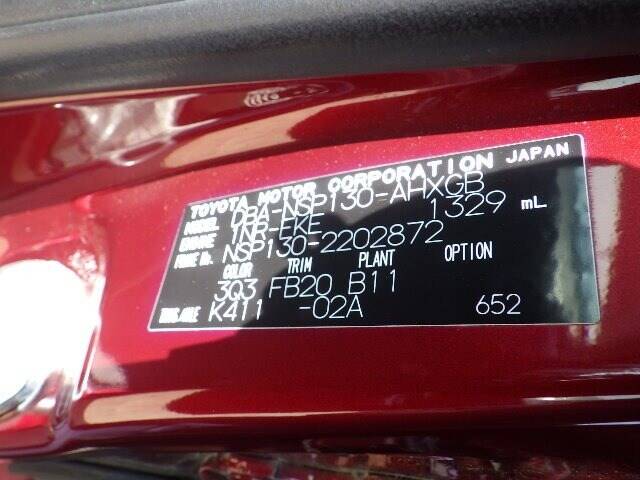 TOYOTA MOTOR CORPORATION JAPAN
MODEL DBA-NSP130-AHXGB
ENGINE 1NR-FKE 1329 mL
FRAME No. NSP130-2202872
COLOR TRIM PLANT OPTION
3Q3 FB20 B11
TRANS./AXLE K411 -02A 652